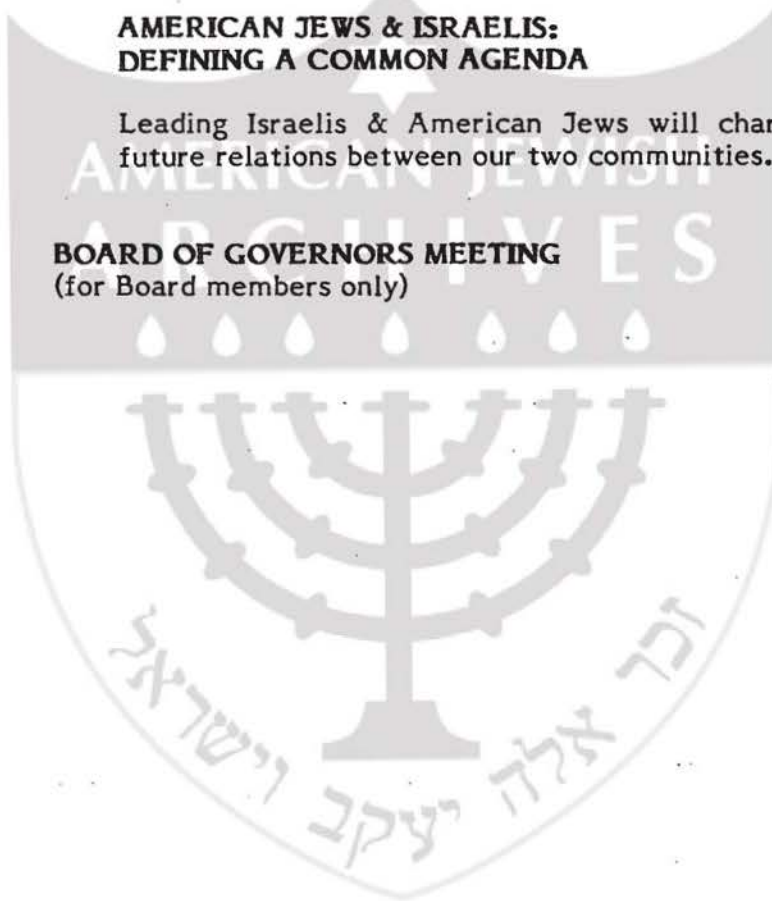 AMERICAN JEWS & ISRAELIS:
DEFINING A COMMON AGENDA
Leading Israelis & American Jews will
future relations between our two communities.
AMERICAN JEWISH
ARCHIVES
BOARD OF GOVERNORS MEETING
(for Board members only)
זכר אלה יעקב וישראל